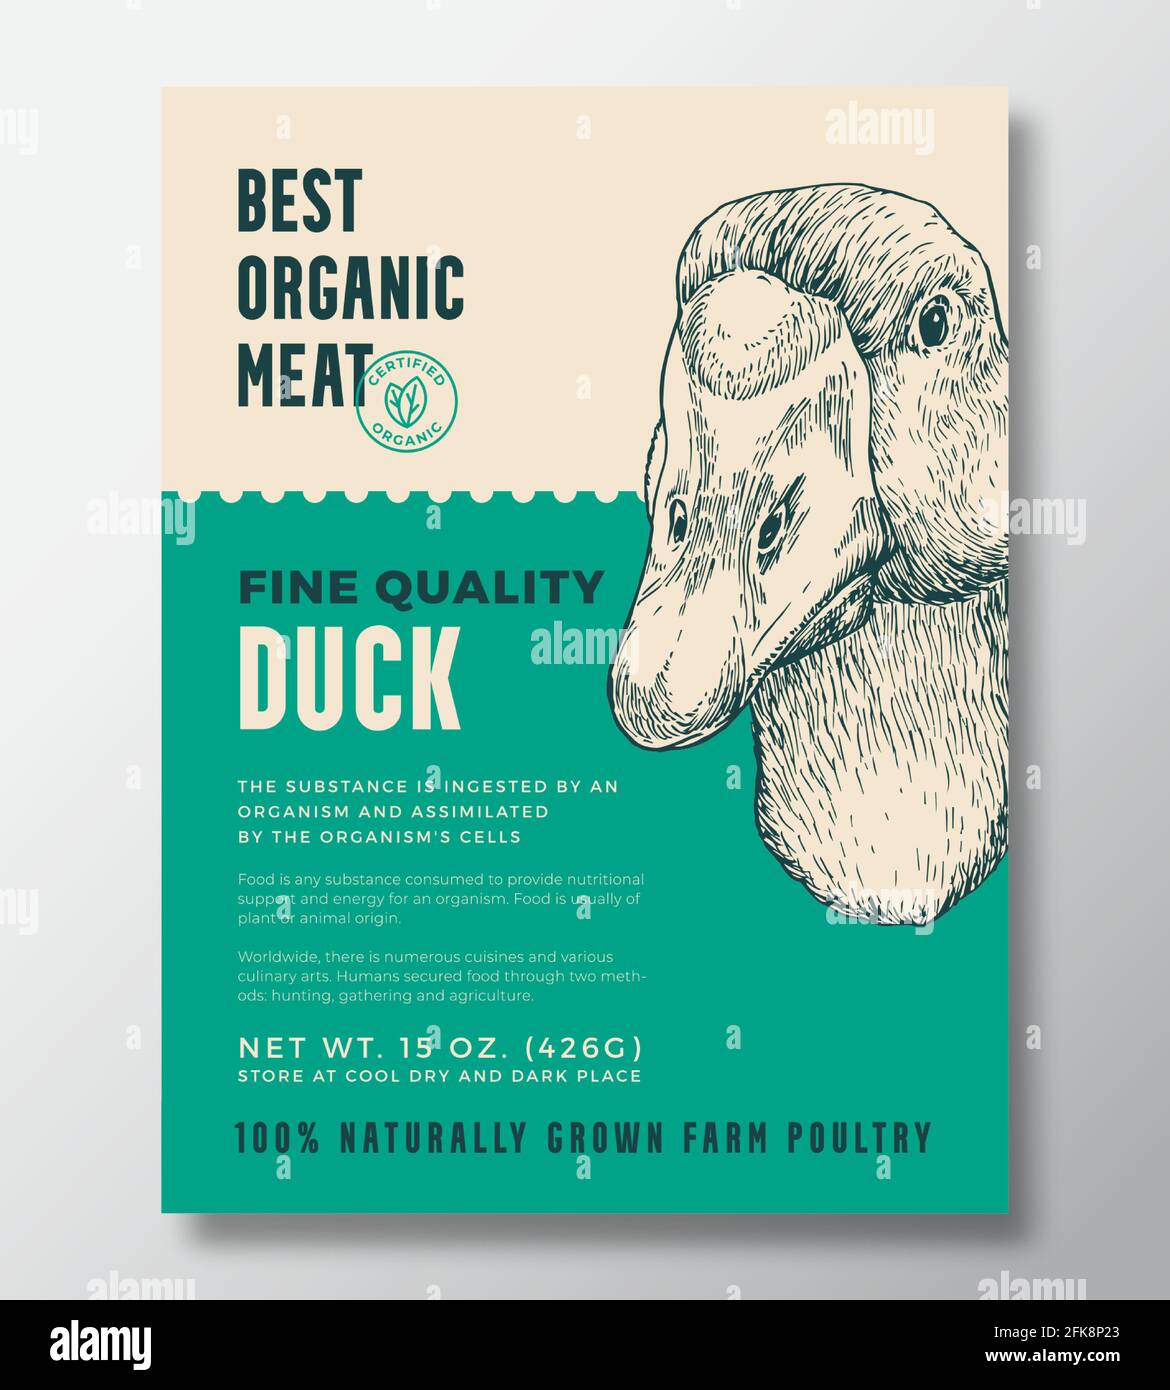 BEST
ORGANIC
MEAT
CERTIFIED
ORGANIC
FINE QUALITY
DUCK
THE SUBSTANCE IS INGESTED BY AN
ORGANISM AND ASSIMILATED
BY THE ORGANISM'S CELLS
Food is any substance consumed to provide nutritional
support and energy for an organism. Food is usually of
plant or animal origin.
Worldwide, there is numerous cuisines and various
culinary arts. Humans secured food through two meth-
ods: hunting, gathering and agriculture.
NET WT. 15 OZ. (426G)
STORE AT COOL DRY AND DARK PLACE
100% NATURALLY GROWN FARM POULTRY
alamy
Image ID: 2FK8P23
www.alamy.com